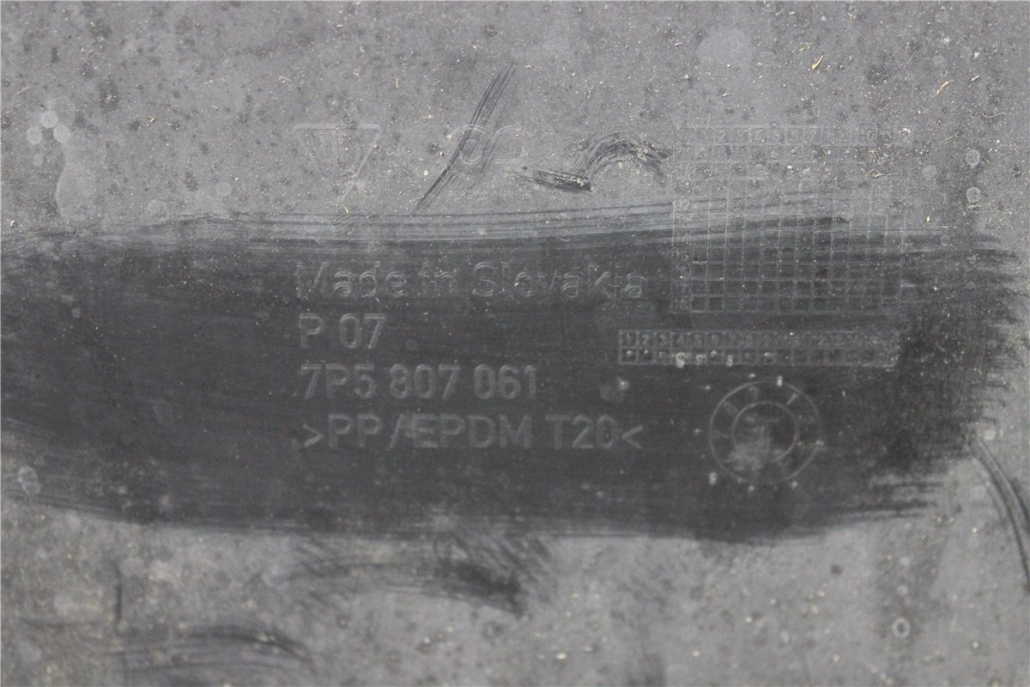 Made in Slovakia
P 07
7P5 807 061
>PP/EPDM T20<